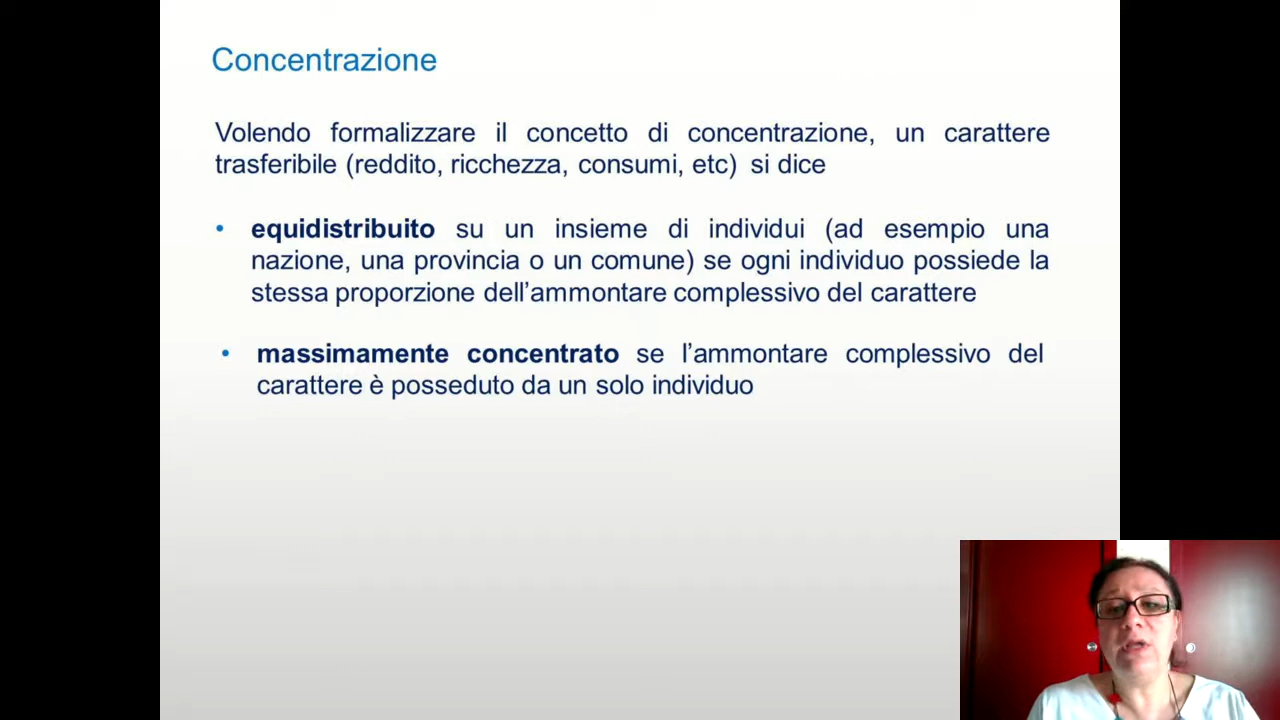 Concentrazione
Volendo formalizzare il concetto di concentrazione, un carattere
trasferibile (reddito, ricchezza, consumi, etc) si dice
• equidistribuito su un insieme di individui (ad esempio una
nazione, una provincia o un comune) se ogni individuo possiede la
stessa proporzione dell’ammontare complessivo del carattere
• massimamente concentrato se l’ammontare complessivo del
carattere è posseduto da un solo individuo